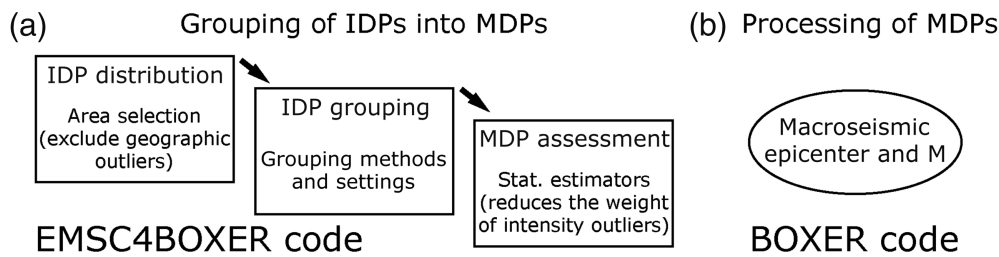 (a) Grouping of IDPs into MDPs
IDP distribution
Area selection
(exclude geographic
outliers)
IDP grouping
Grouping methods
and settings
MDP assessment
Stat. estimators
(reduces the weight
of intensity outliers)
EMSC4BOXER code
(b) Processing of MDPs
Macroseismic
epicenter and M
BOXER code